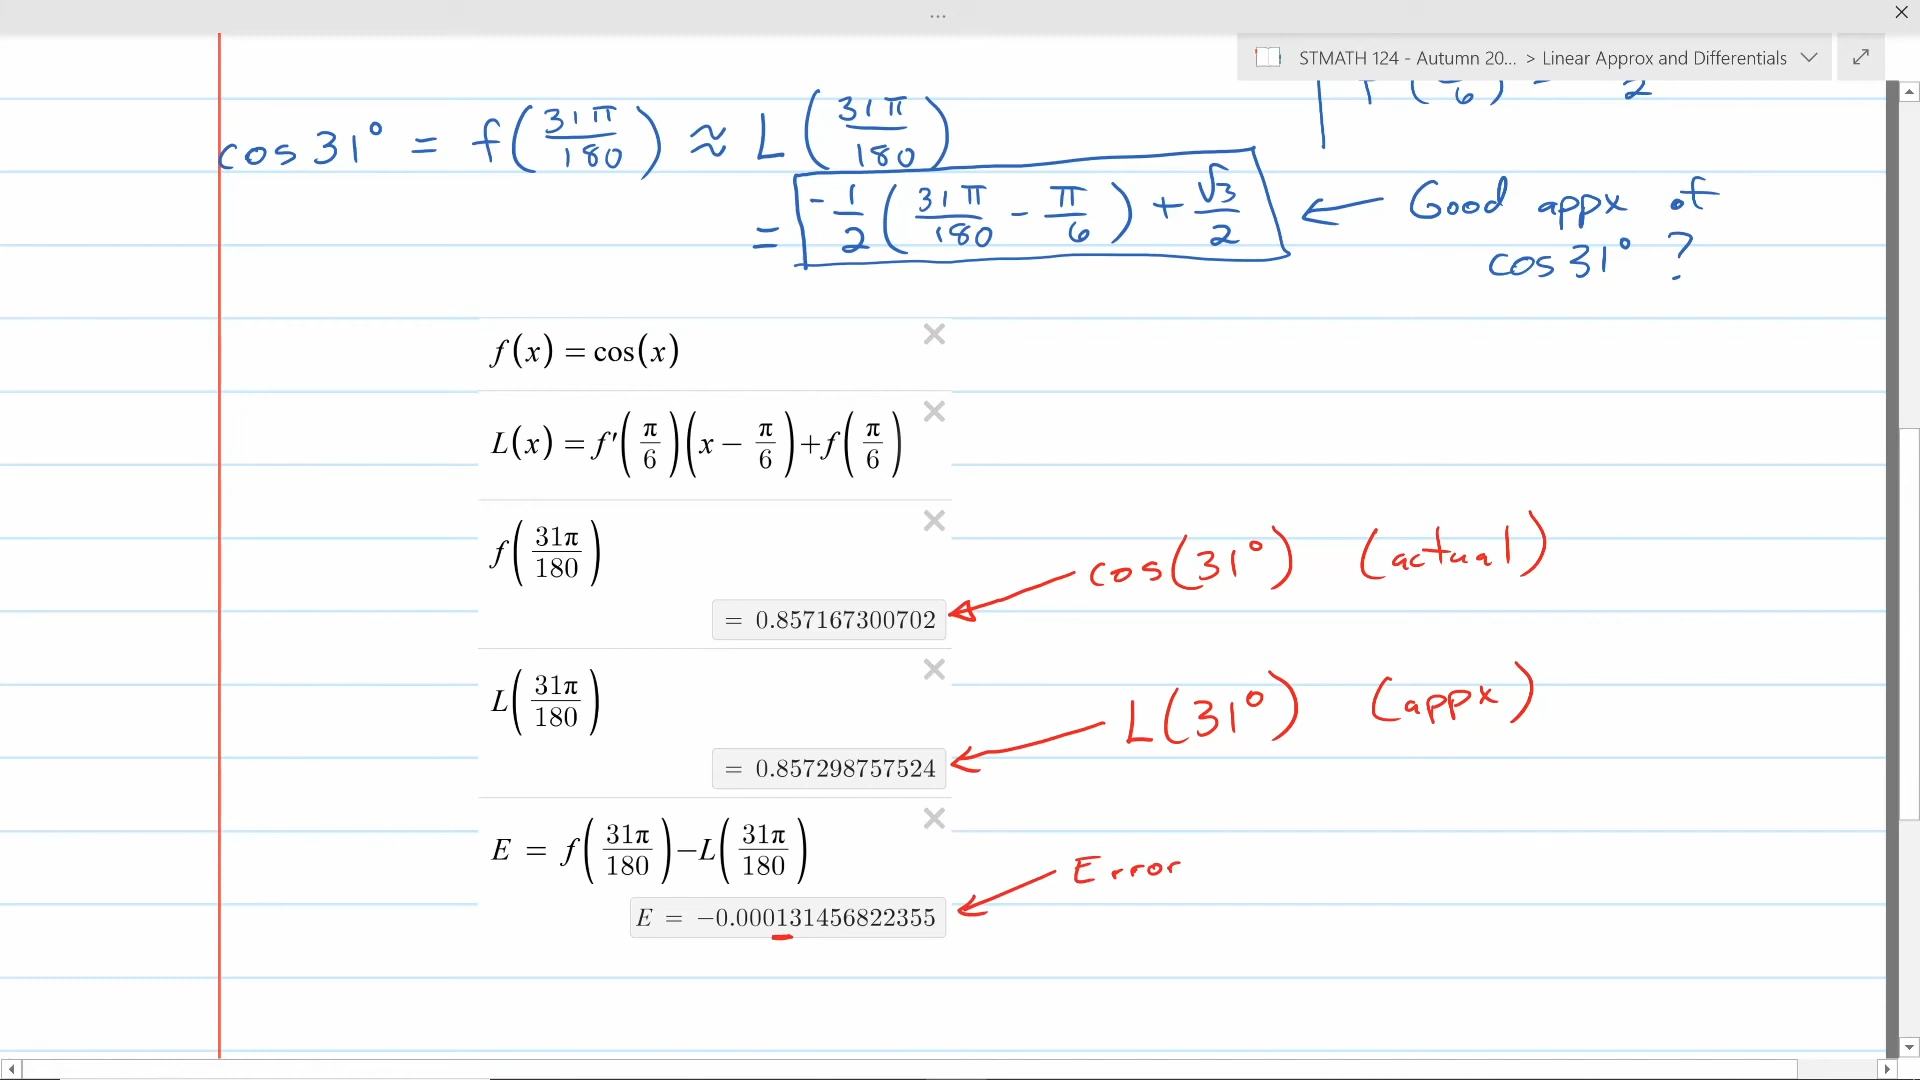 ...
STMATH 124 - Autumn 20... > Linear Approx and Differentials
cos 31° = f(31π/180) ≈ L(31π/180)
= -1/2 (31π/180 - π/6) + √3/2 ← Good appx of
cos 31° ?
f(x) = cos(x)
L(x) = f′(π/6)(x − π/6)+f(π/6)
f(31π/180)
cos(31°) (actual)
= 0.857167300702
L(31π/180)
L(31°) (appx)
= 0.857298757524
E = f(31π/180)−L(31π/180)
Error
E = −0.000131456822355